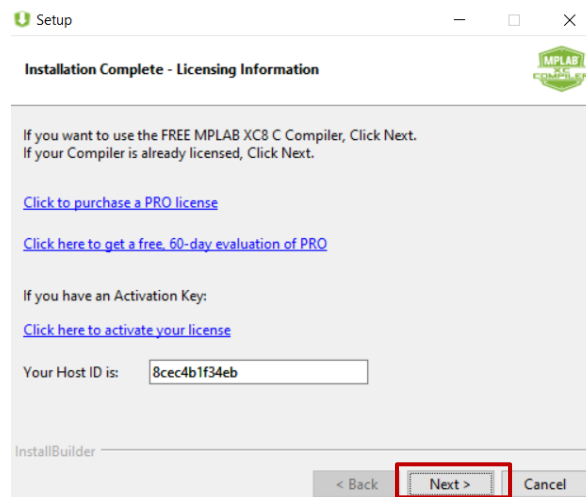 Setup
Installation Complete - Licensing Information
MPLAB
XC
COMPILER
If you want to use the FREE MPLAB XC8 C Compiler, Click Next.
If your Compiler is already licensed, Click Next.
Click to purchase a PRO license
Click here to get a free, 60-day evaluation of PRO
If you have an Activation Key:
Click here to activate your license
Your Host ID is: 8cec4b1f34eb
InstallBuilder
< Back Next > Cancel